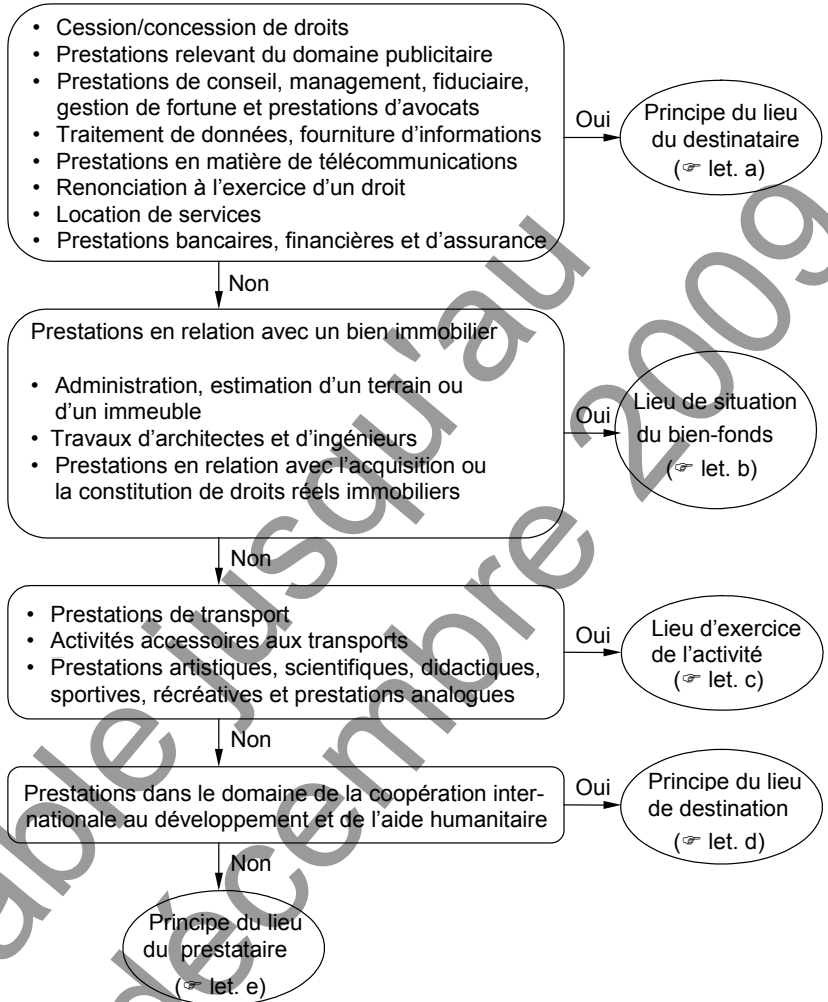 • Cession/concession de droits
• Prestations relevant du domaine publicitaire
• Prestations de conseil, management, fiduciaire,
gestion de fortune et prestations d'avocats
• Traitement de données, fourniture d'informations
• Prestations en matière de télécommunications
• Renonciation à l'exercice d'un droit
• Location de services
• Prestations bancaires, financières et d'assurance
Oui
Principe du lieu
du destinataire
(☞ let. a)
Non
Prestations en relation avec un bien immobilier
• Administration, estimation d'un terrain ou
d'un immeuble
• Travaux d'architectes et d'ingénieurs
• Prestations en relation avec l'acquisition ou
la constitution de droits réels immobiliers
Oui
Lieu de situation
du bien-fonds
(☞ let. b)
Non
• Prestations de transport
• Activités accessoires aux transports
• Prestations artistiques, scientifiques, didactiques,
sportives, récréatives et prestations analogues
Oui
Lieu d'exercice
de l'activité
(☞ let. c)
Non
Prestations dans le domaine de la coopération inter-
nationale au développement et de l'aide humanitaire
Oui
Principe du lieu
de destination
(☞ let. d)
Non
Principe du lieu
du prestataire
(☞ let. e)
able jusqu'au
décembre 2009